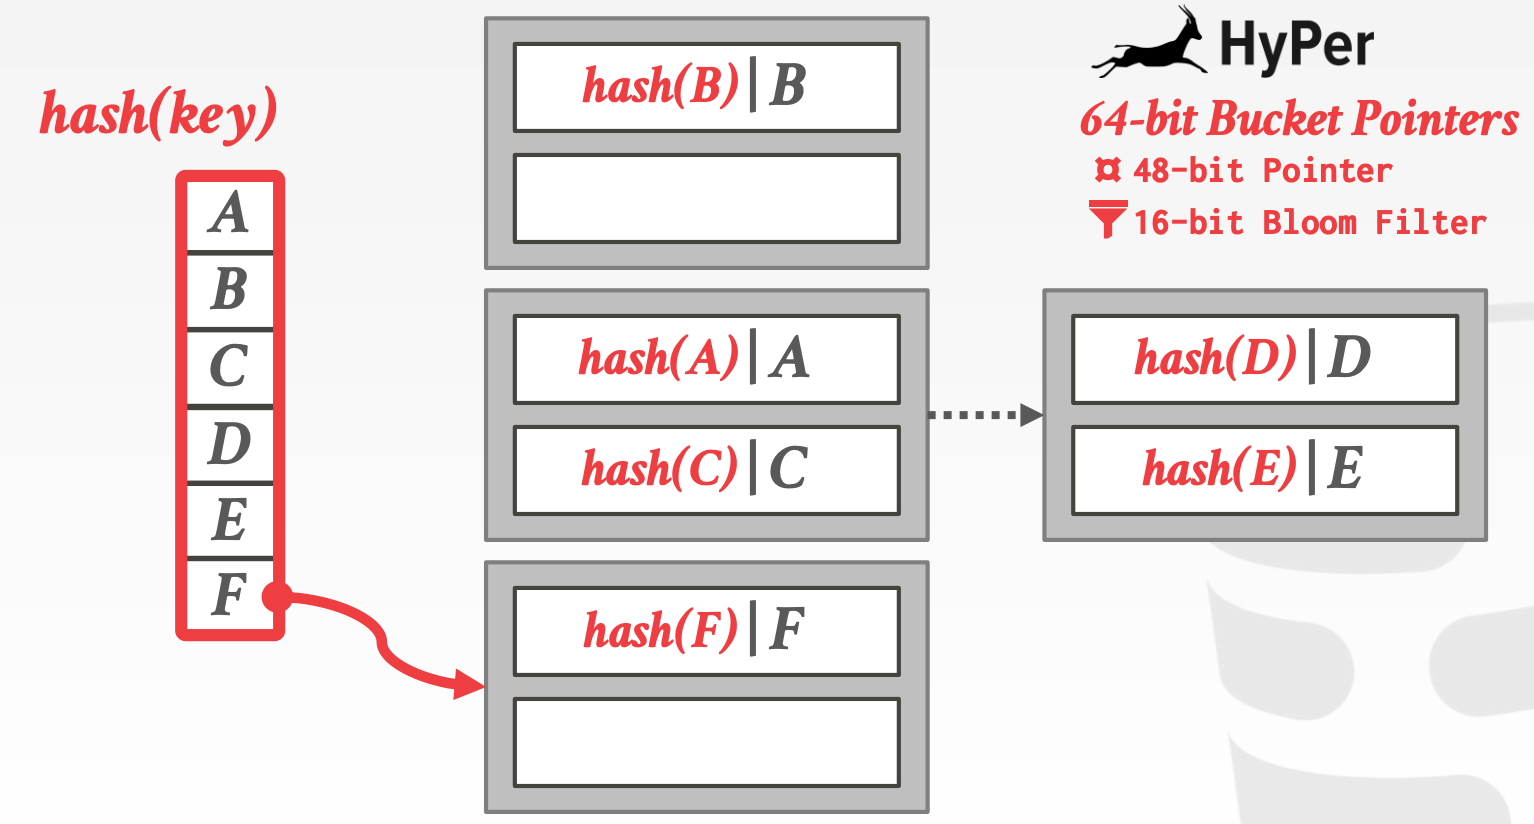 hash(key)
A
B
C
D
E
F
hash(B)|B
hash(A)|A
hash(C)|C
hash(F)|F
hash(D)|D
hash(E)|E
HyPer
64-bit Bucket Pointers
¤ 48-bit Pointer
16-bit Bloom Filter